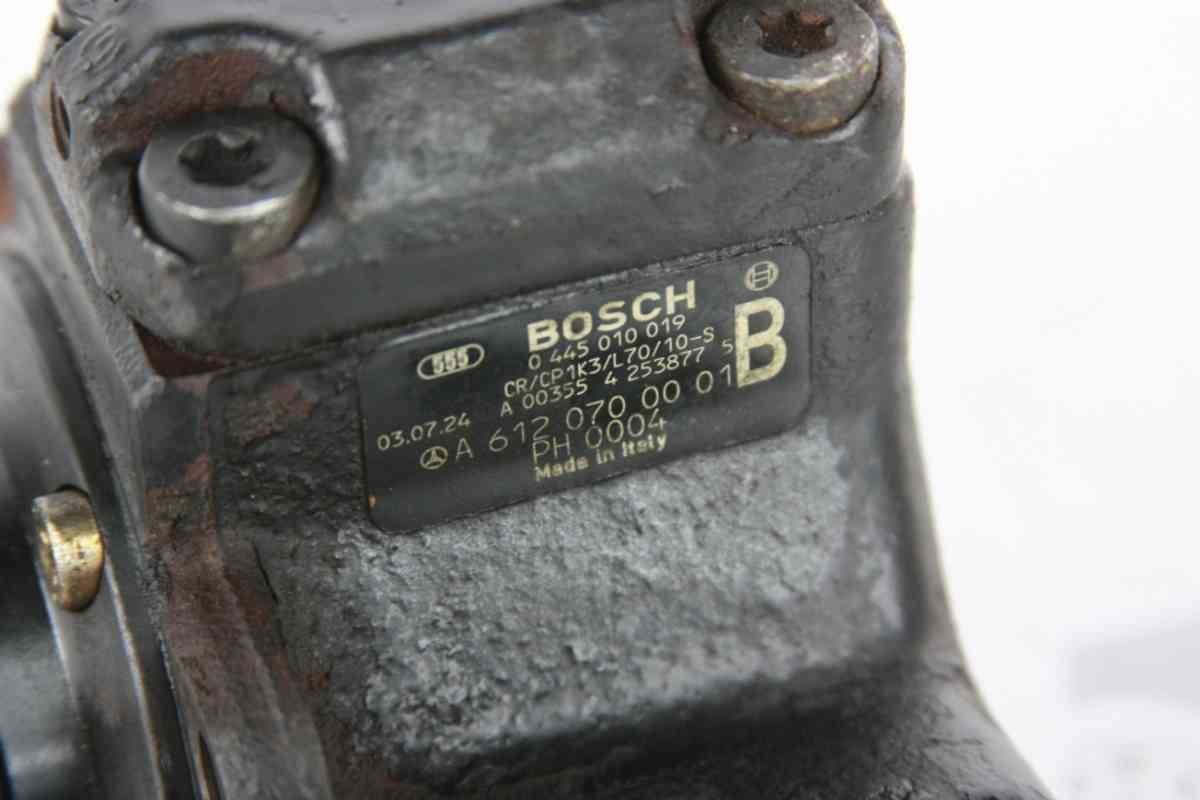 BOSCH
555
0 445 010 019
CR/CP1K3/L70/10-S
A 00355 4 253877 5
B
03.07.24
A 612 070 00 01
PH 0004
Made in Italy